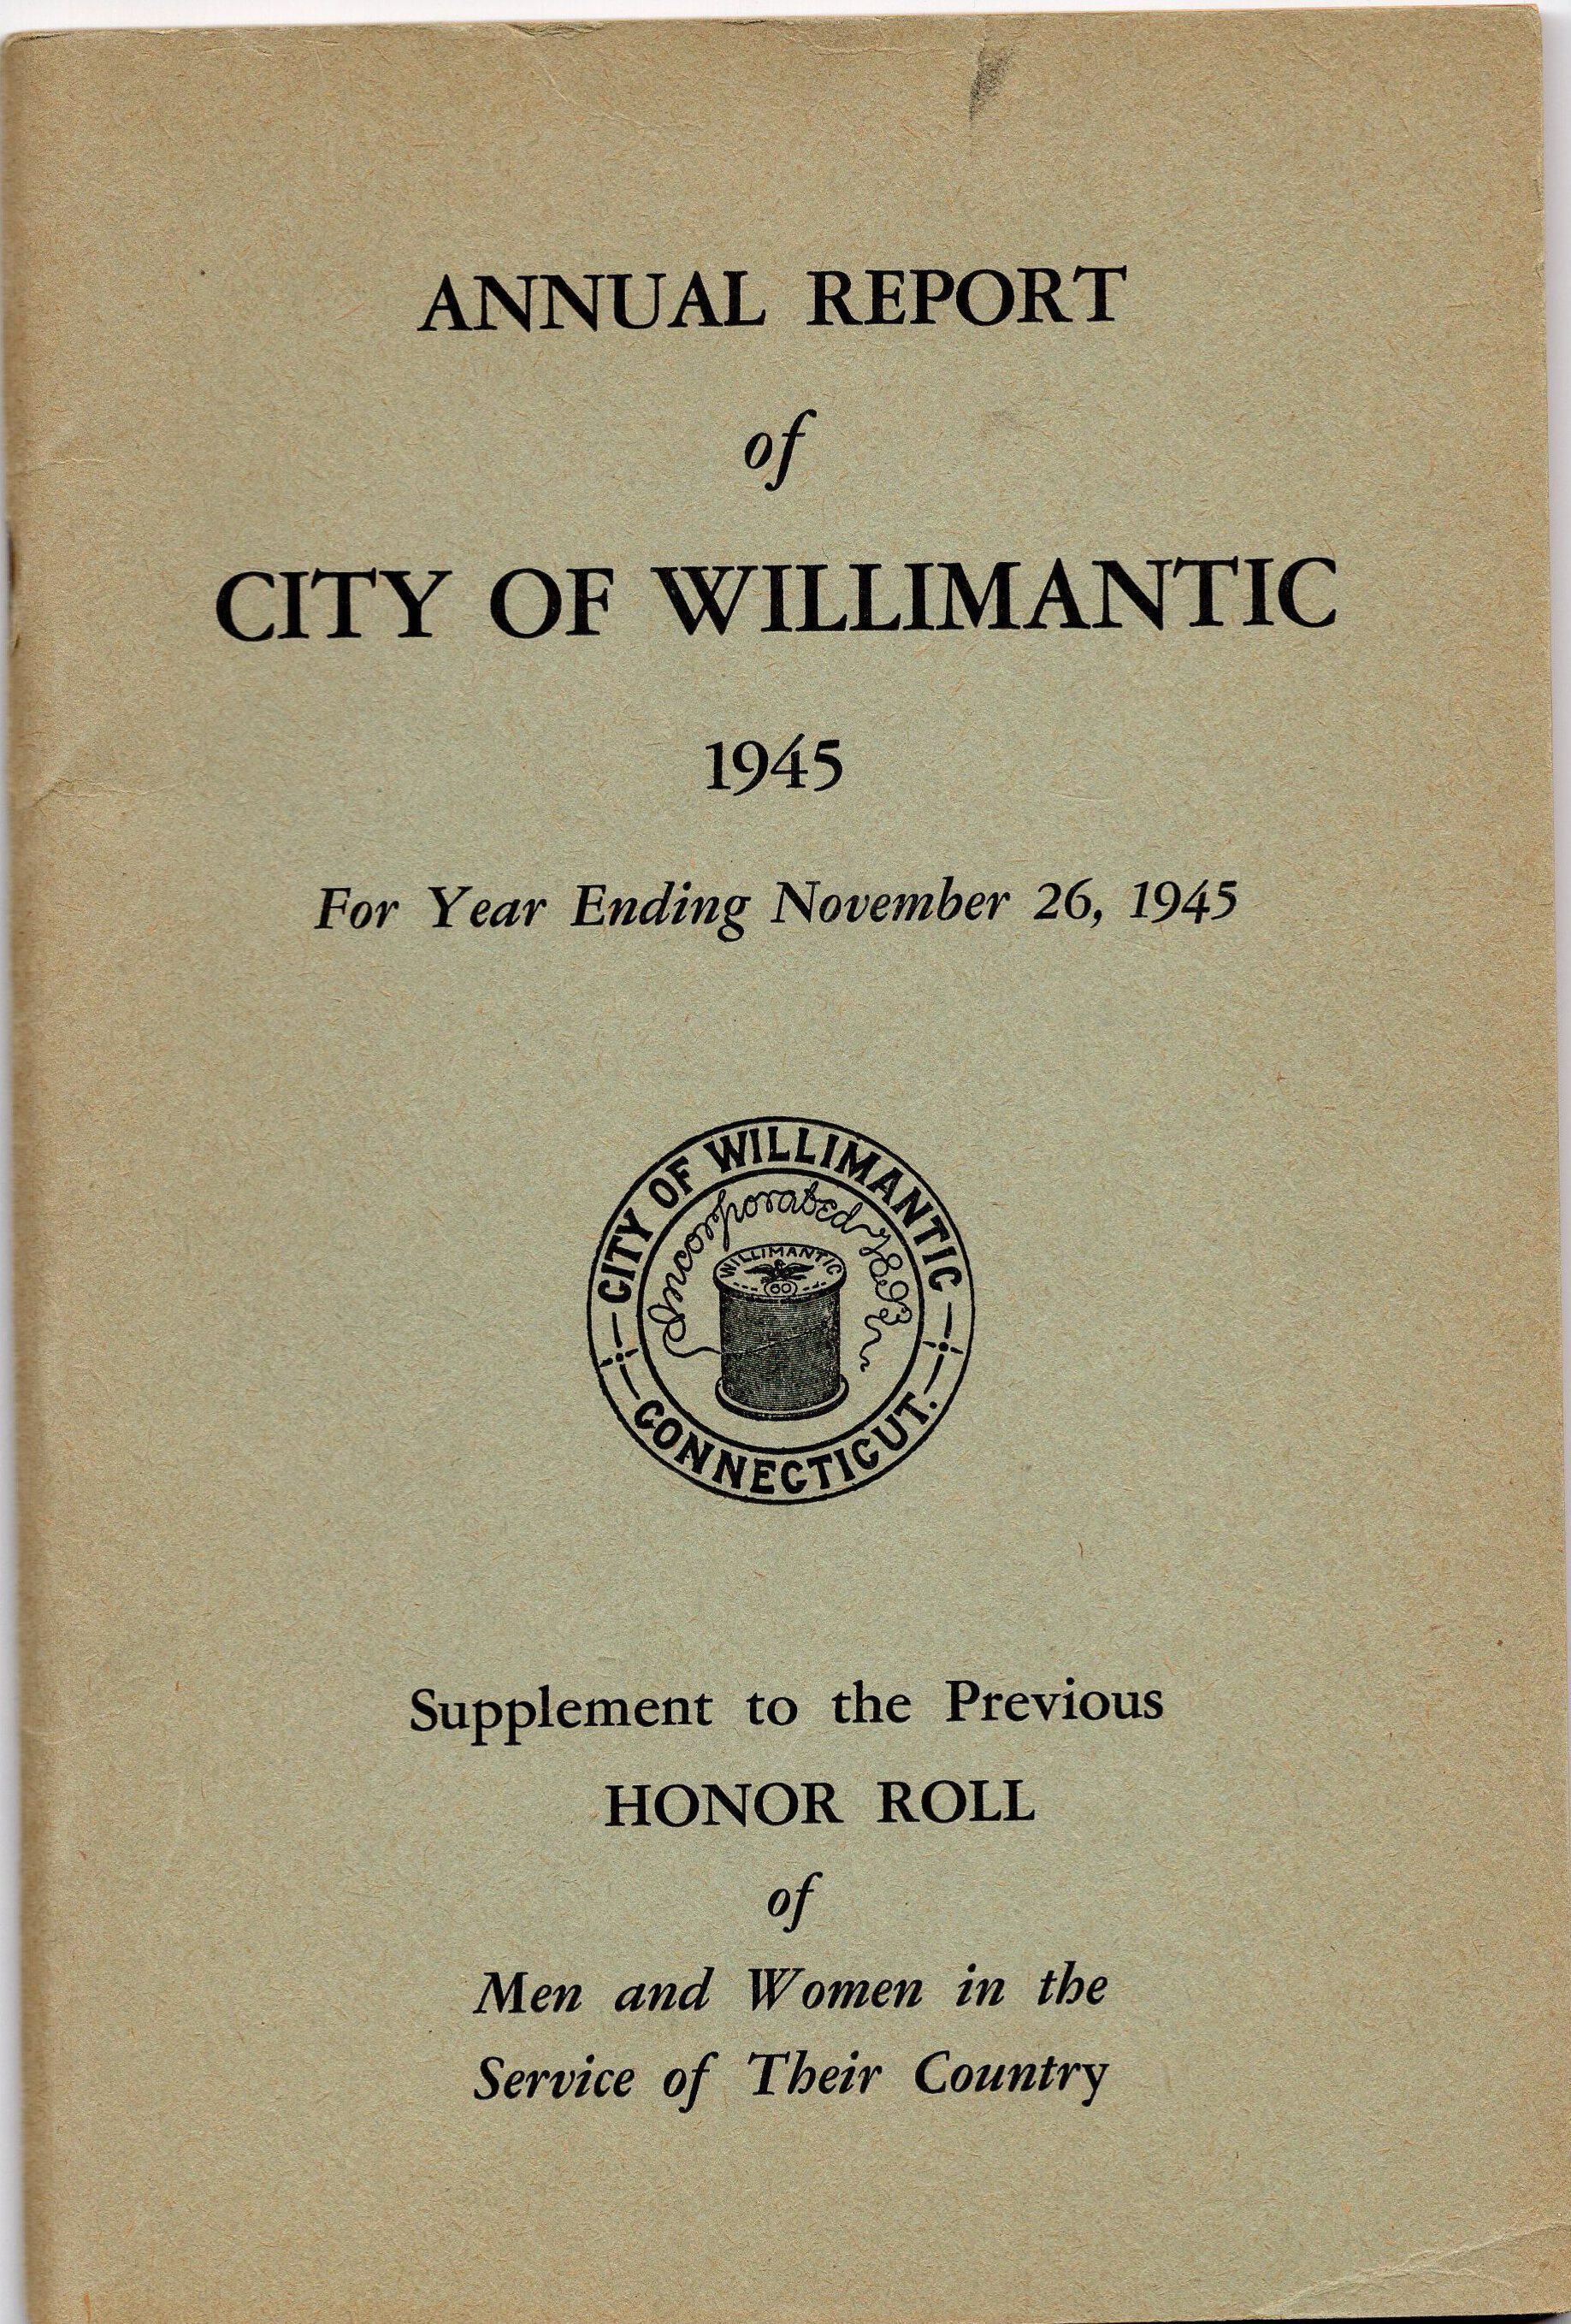 ANNUAL REPORT
of
CITY OF WILLIMANTIC
1945
For Year Ending November 26, 1945
CITY OF WILLIMANTIC
Incorporated 1893
WILLIMANTIC
60
CONNECTICUT.
Supplement to the Previous
HONOR ROLL
of
Men and Women in the
Service of Their Country